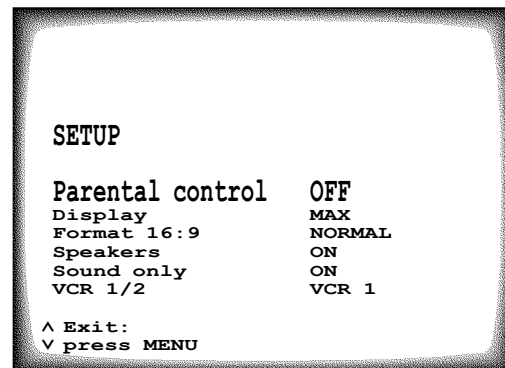 SETUP
Parental control OFF
Display MAX
Format 16:9 NORMAL
Speakers ON
Sound only ON
VCR 1/2 VCR 1
∧ Exit:
∨ press MENU